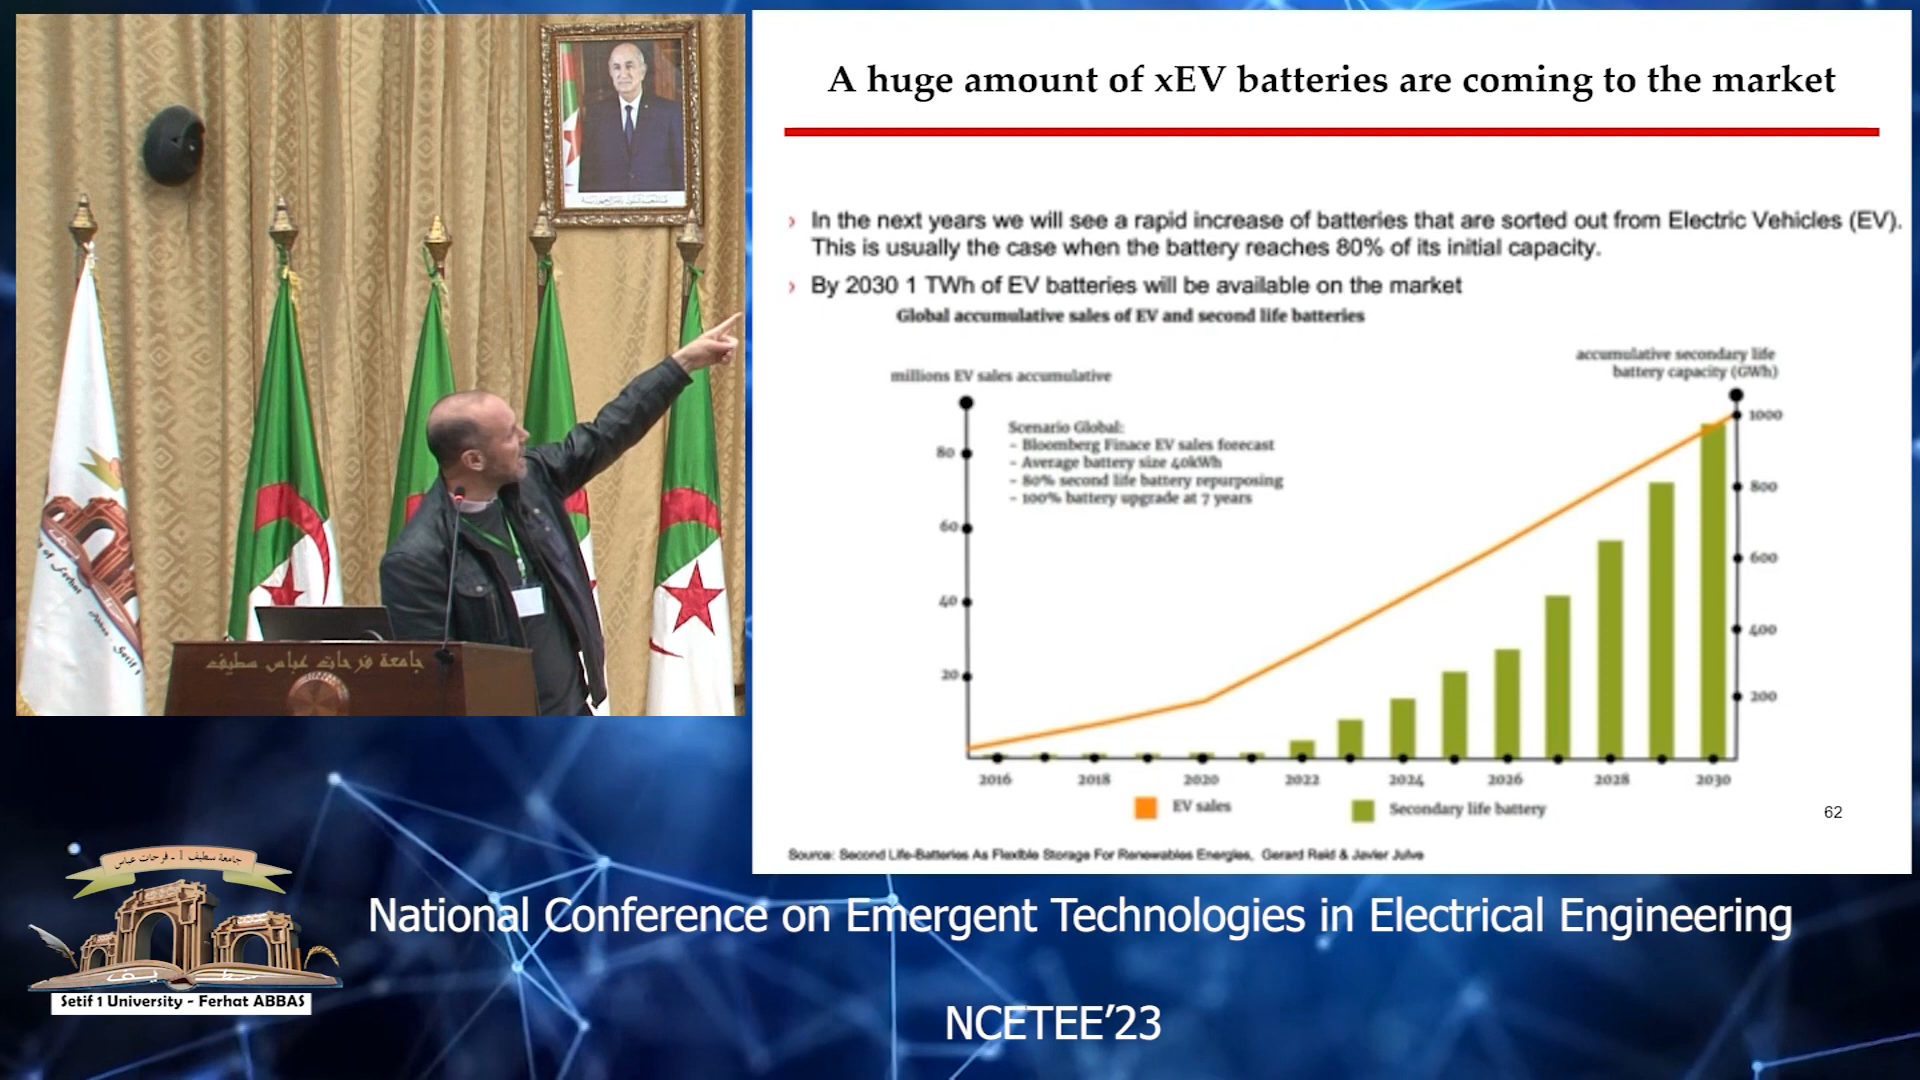 A huge amount of xEV batteries are coming to the market
› In the next years we will see a rapid increase of batteries that are sorted out from Electric Vehicles (EV).
This is usually the case when the battery reaches 80% of its initial capacity.
› By 2030 1 TWh of EV batteries will be available on the market
Global accumulative sales of EV and second life batteries
millions EV sales accumulative
accumulative secondary life
battery capacity (GWh)
Scenario Global:
- Bloomberg Finace EV sales forecast
- Average battery size 40kWh
- 80% second life battery repurposing
- 100% battery upgrade at 7 years
80
60
40
20
1000
800
600
400
200
2016 2018 2020 2022 2024 2026 2028 2030
EV sales
Secondary life battery
62
Source: Second Life-Batteries As Flexible Storage For Renewables Energies, Gerard Reid & Javier Julve
جامعة فرحات عباس سطيف
of Ferhat Abbas - Setif 1
جامعة سطيف 1 - فرحات عباس
سطيف
Setif 1 University - Ferhat ABBAS
National Conference on Emergent Technologies in Electrical Engineering
NCETEE’23